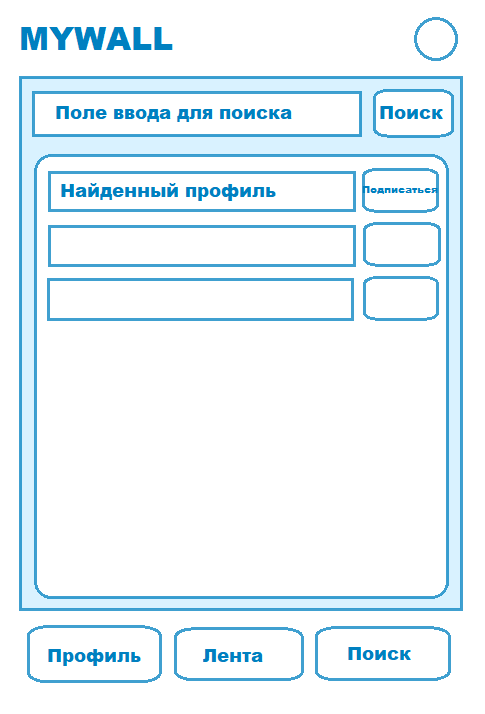 MYWALL
Поле ввода для поиска
Поиск
Найденный профиль
Подписаться
Профиль
Лента
Поиск